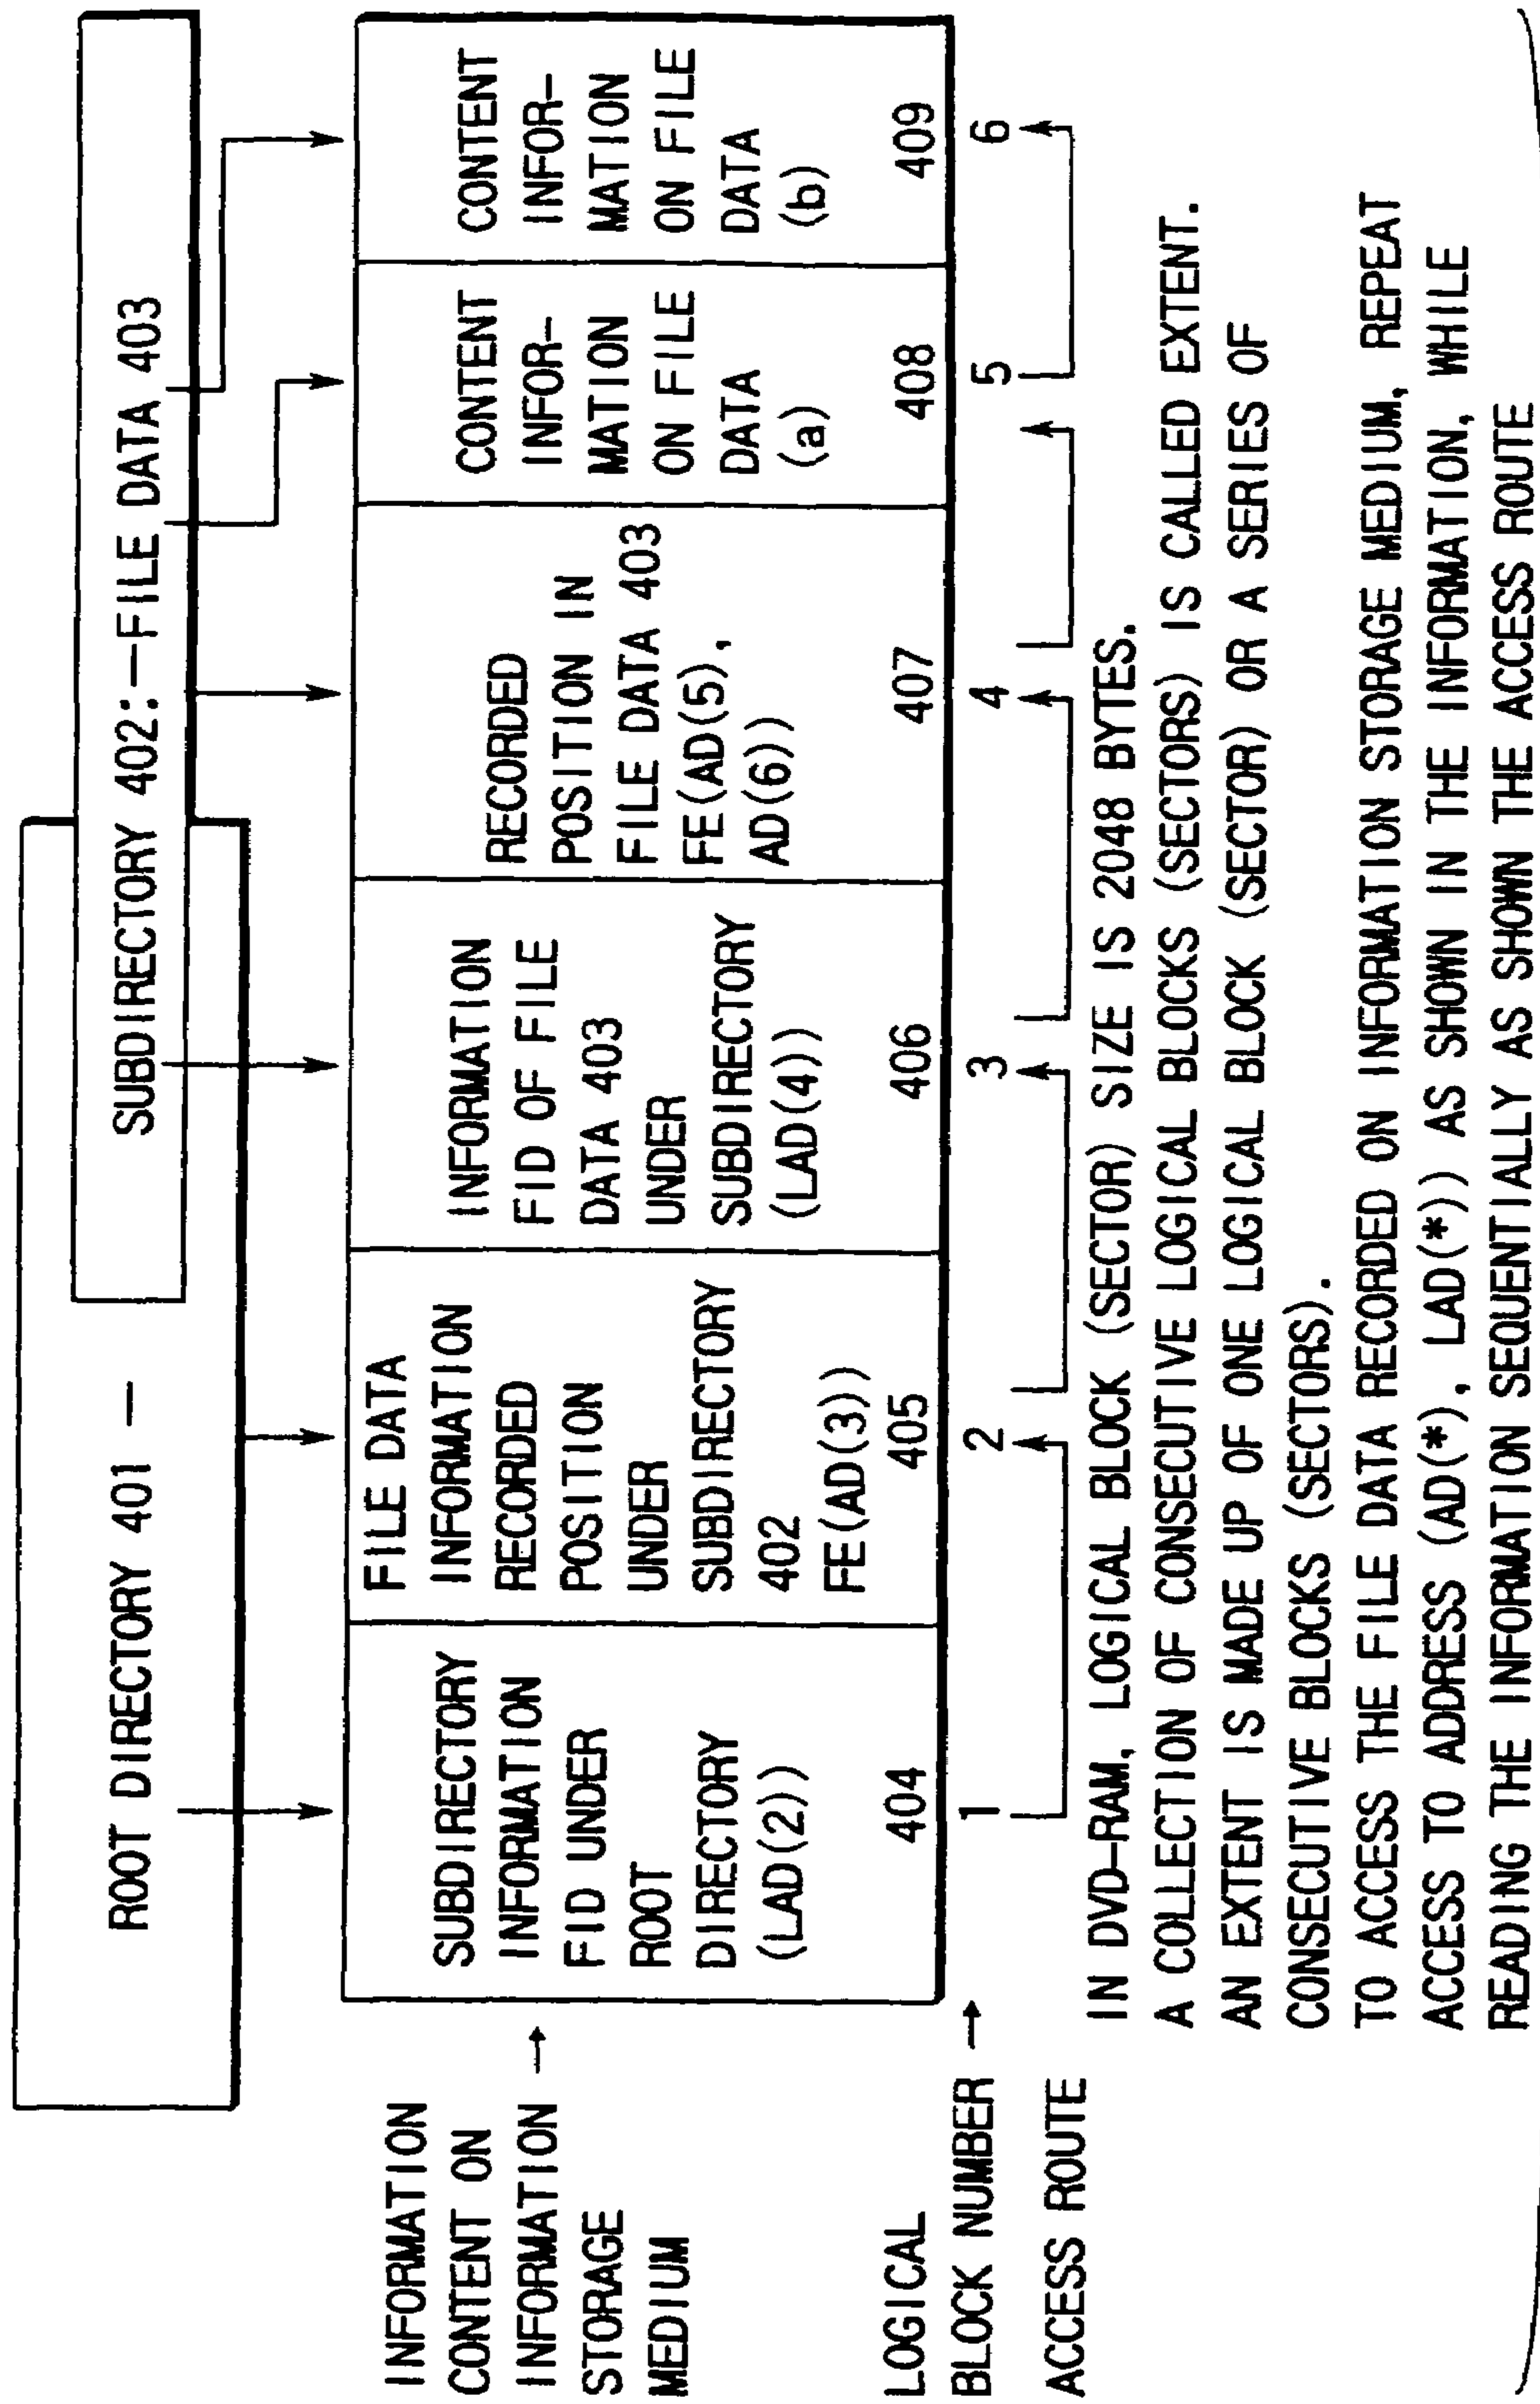 ROOT DIRECTORY 401 —
SUBDIRECTORY 402:—FILE DATA 403
INFORMATION
CONTENT ON
INFORMATION →
STORAGE
MEDIUM
SUBDIRECTORY
INFORMATION
FID UNDER
ROOT
DIRECTORY
(LAD(2))
404
FILE DATA
INFORMATION
RECORDED
POSITION
UNDER
SUBDIRECTORY
402
FE(AD(3))
405
INFORMATION
FID OF FILE
DATA 403
UNDER
SUBDIRECTORY
(LAD(4))
406
RECORDED
POSITION IN
FILE DATA 403
FE(AD(5),
AD(6))
407
CONTENT
INFOR-
MATION
ON FILE
DATA
(a)
408
CONTENT
INFOR-
MATION
ON FILE
DATA
(b)
409
LOGICAL
BLOCK NUMBER →
1 2 3 4 5 6
ACCESS ROUTE
IN DVD-RAM, LOGICAL BLOCK (SECTOR) SIZE IS 2048 BYTES.
A COLLECTION OF CONSECUTIVE LOGICAL BLOCKS (SECTORS) IS CALLED EXTENT.
AN EXTENT IS MADE UP OF ONE LOGICAL BLOCK (SECTOR) OR A SERIES OF
CONSECUTIVE BLOCKS (SECTORS).
TO ACCESS THE FILE DATA RECORDED ON INFORMATION STORAGE MEDIUM, REPEAT
ACCESS TO ADDRESS (AD(*), LAD(*)) AS SHOWN IN THE INFORMATION, WHILE
READING THE INFORMATION SEQUENTIALLY AS SHOWN THE ACCESS ROUTE